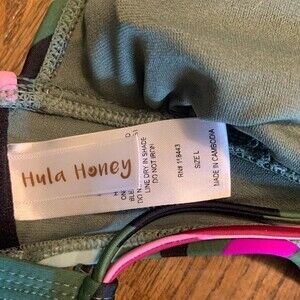 Hula Honey
LINE DRY IN SHADE
DO NOT IRON
RN# 118443
SIZE L
MADE IN CAMBODIA